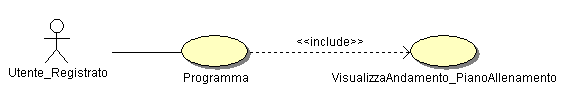 <<include>>
Utente_Registrato
Programma
VisualizzaAndamento_PianoAllenamento